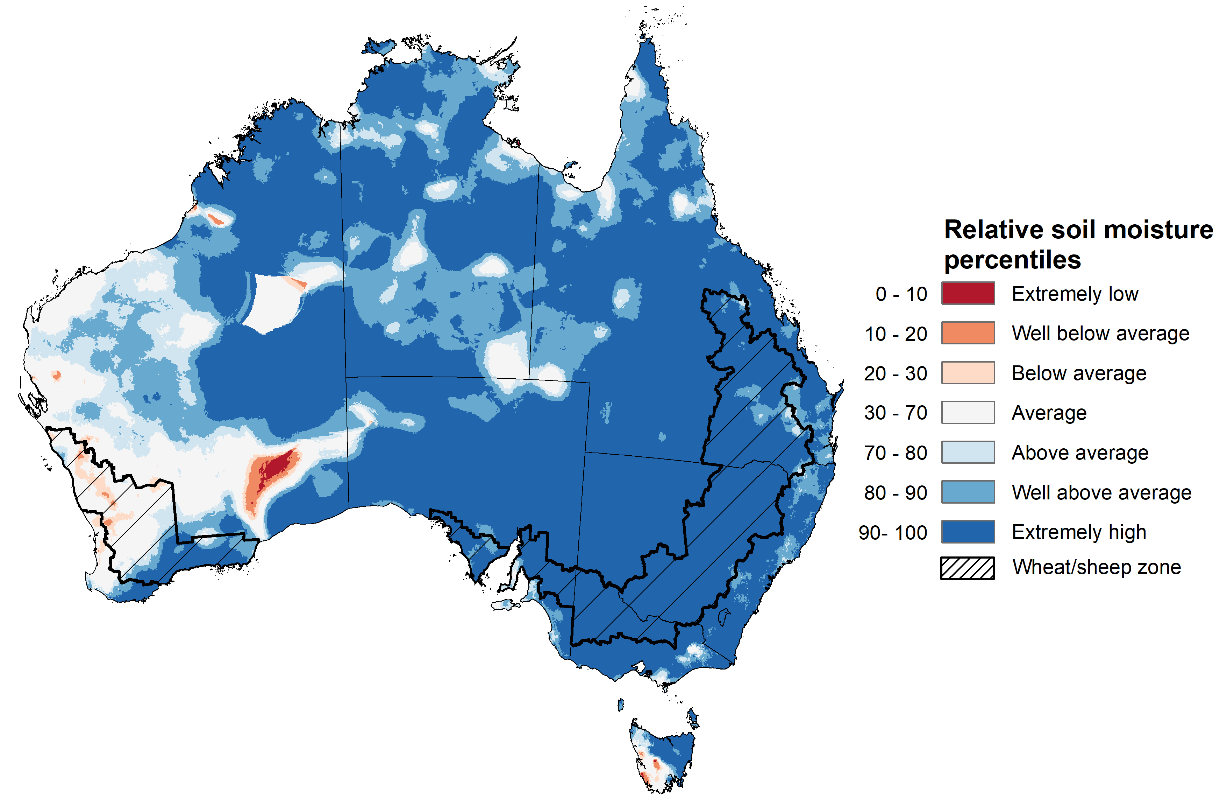 Relative soil moisture
percentiles
0 - 10 Extremely low
10 - 20 Well below average
20 - 30 Below average
30 - 70 Average
70 - 80 Above average
80 - 90 Well above average
90- 100 Extremely high
Wheat/sheep zone